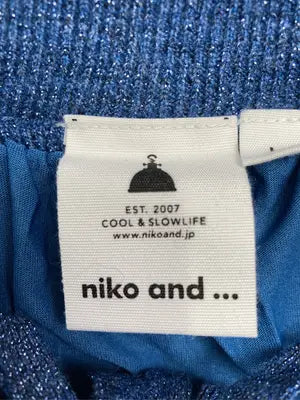 EST. 2007
COOL & SLOWLIFE
www.nikoand.jp
niko and ...